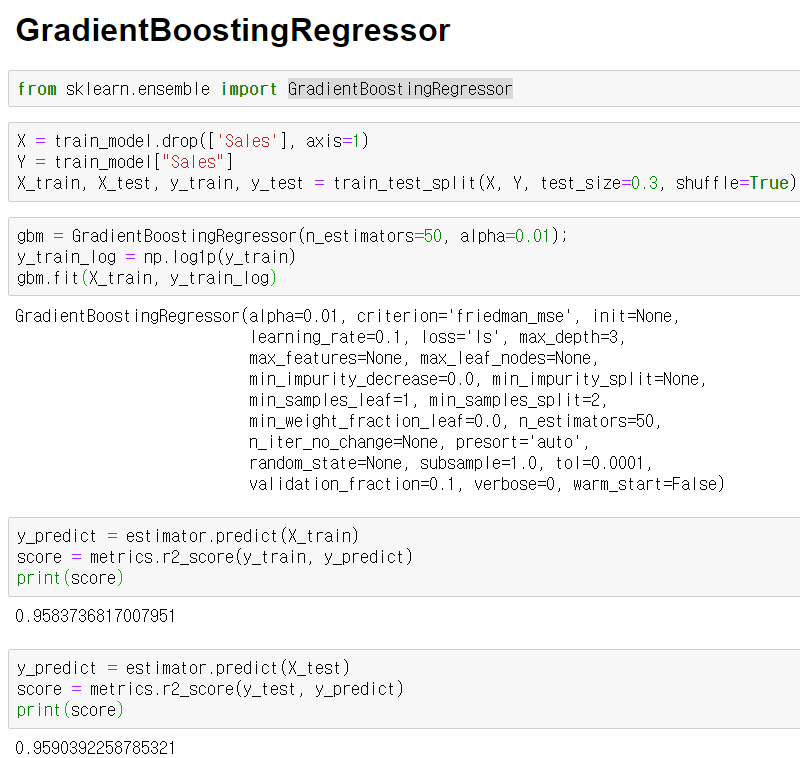 GradientBoostingRegressor
from sklearn.ensemble import GradientBoostingRegressor
X = train_model.drop(['Sales'], axis=1)
Y = train_model["Sales"]
X_train, X_test, y_train, y_test = train_test_split(X, Y, test_size=0.3, shuffle=True)
gbm = GradientBoostingRegressor(n_estimators=50, alpha=0.01);
y_train_log = np.log1p(y_train)
gbm.fit(X_train, y_train_log)
GradientBoostingRegressor(alpha=0.01, criterion='friedman_mse', init=None,
learning_rate=0.1, loss='ls', max_depth=3,
max_features=None, max_leaf_nodes=None,
min_impurity_decrease=0.0, min_impurity_split=None,
min_samples_leaf=1, min_samples_split=2,
min_weight_fraction_leaf=0.0, n_estimators=50,
n_iter_no_change=None, presort='auto',
random_state=None, subsample=1.0, tol=0.0001,
validation_fraction=0.1, verbose=0, warm_start=False)
y_predict = estimator.predict(X_train)
score = metrics.r2_score(y_train, y_predict)
print(score)
0.9583736817007951
y_predict = estimator.predict(X_test)
score = metrics.r2_score(y_test, y_predict)
print(score)
0.9590392258785321